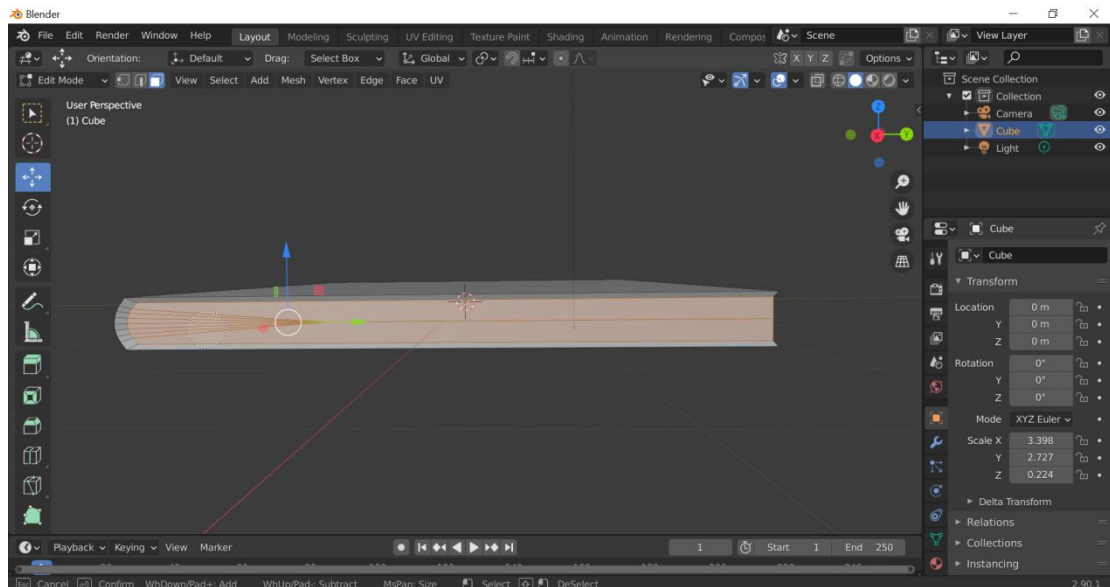 Blender
File Edit Render Window Help Layout Modeling Sculpting UV Editing Texture Paint Shading Animation Rendering Compos Scene View Layer
Orientation: Default Drag: Select Box Global X Y Z Options
Edit Mode View Select Add Mesh Vertex Edge Face UV
User Perspective
(1) Cube
Z
X
Y
Scene Collection
Collection
Camera
Cube
Light
Cube
Cube
Transform
Location 0 m
Y 0 m
Z 0 m
Rotation 0°
Y 0°
Z 0°
Mode XYZ Euler
Scale X 3.398
Y 2.727
Z 0.224
Delta Transform
Relations
Collections
Instancing
Playback Keying View Marker 1 Start 1 End 250
Esc Cancel Confirm WhDown/Pad+: Add WhUp/Pad-: Subtract MsPan: Size Select DeSelect 2.90.1